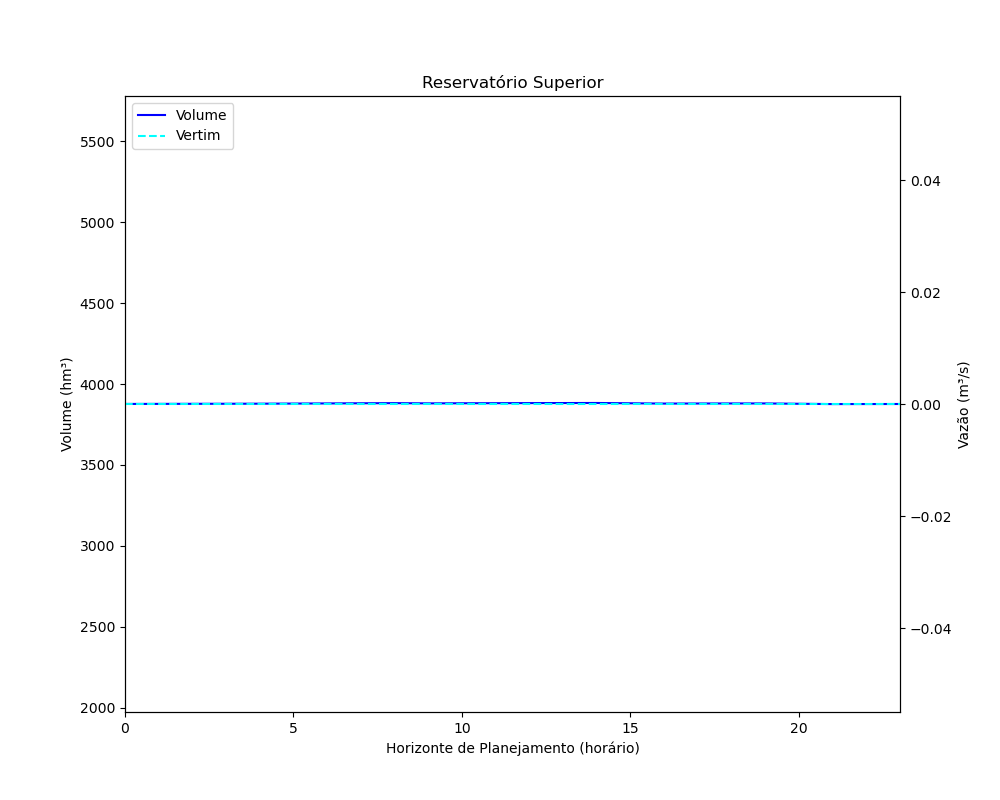 Reservatório Superior
Volume
Vertim
5500
5000
4500
4000
3500
3000
2500
2000
Volume (hm³)
0.04
0.02
0.00
−0.02
−0.04
Vazão (m³/s)
0 5 10 15 20
Horizonte de Planejamento (horário)